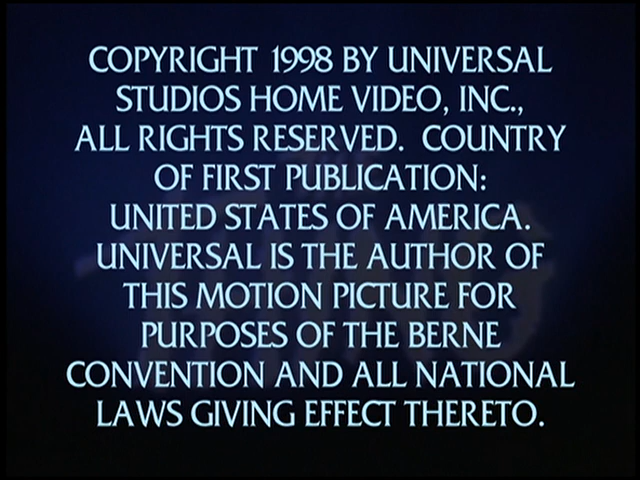 COPYRIGHT 1998 BY UNIVERSAL
STUDIOS HOME VIDEO, INC.,
ALL RIGHTS RESERVED. COUNTRY
OF FIRST PUBLICATION:
UNITED STATES OF AMERICA.
UNIVERSAL IS THE AUTHOR OF
THIS MOTION PICTURE FOR
PURPOSES OF THE BERNE
CONVENTION AND ALL NATIONAL
LAWS GIVING EFFECT THERETO.